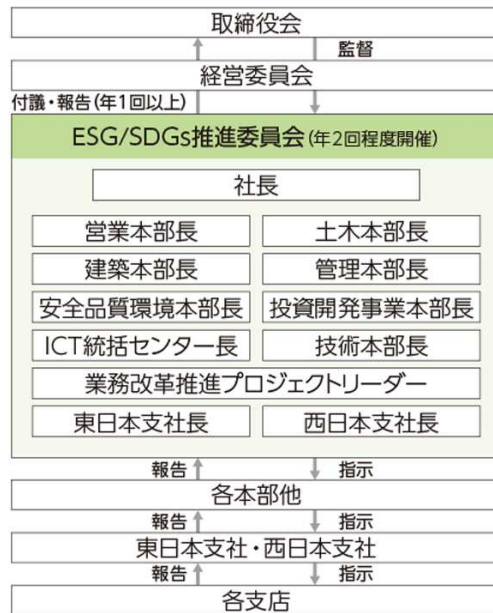 取締役会
監督
経営委員会
付議・報告(年1回以上)
ESG/SDGs推進委員会(年2回程度開催)
社長
営業本部長 土木本部長
建築本部長 管理本部長
安全品質環境本部長 投資開発事業本部長
ICT統括センター長 技術本部長
業務改革推進プロジェクトリーダー
東日本支社長 西日本支社長
報告 指示
各本部他
報告 指示
東日本支社・西日本支社
報告 指示
各支店